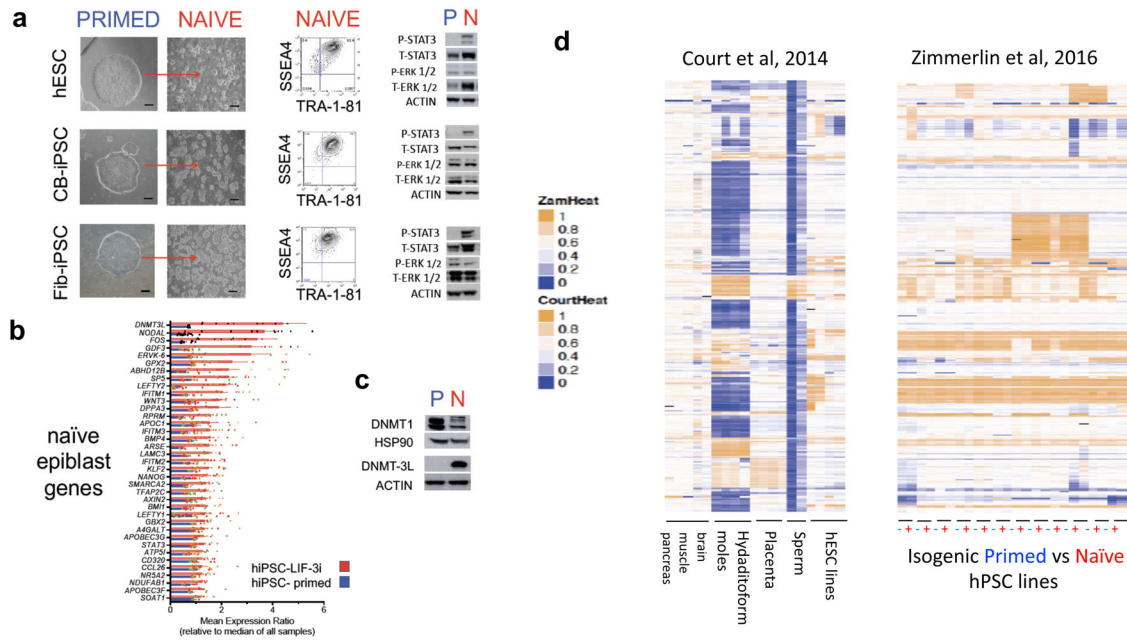 a
PRIMED NAIVE
NAIVE
P N
hESC
SSEA4
TRA-1-81
P-STAT3
T-STAT3
P-ERK 1/2
T-ERK 1/2
ACTIN
CB-iPSC
SSEA4
TRA-1-81
P-STAT3
T-STAT3
P-ERK 1/2
T-ERK 1/2
ACTIN
Fib-iPSC
SSEA4
TRA-1-81
P-STAT3
T-STAT3
P-ERK 1/2
T-ERK 1/2
ACTIN
b
naïve
epiblast
genes
DNMT3L
NODAL
FOS
GDF3
ERVK-6
GPX2
ABHD12B
SP5
LEFTY2
IFITM1
WNT3
DPPA3
RPRM
APOC1
IFITM3
BMP4
ARSE
LAMC3
IFITM2
KLF2
NANOG
SMARCA2
TFAP2C
AXIN2
BMI1
LEFTY1
GBX2
A4GALT
APOBEC3G
STAT3
ATP5I
CD320
CCL26
NR5A2
NDUFAB1
APOBEC3F
SOAT1
hiPSC-LIF-3i
hiPSC- primed
0 2 4 6
Mean Expression Ratio
(relative to median of all samples)
c
P N
DNMT1
HSP90
DNMT-3L
ACTIN
d
Court et al, 2014
Zimmerlin et al, 2016
ZamHeat
1
0.8
0.6
0.4
0.2
0
CourtHeat
1
0.8
0.6
0.4
0.2
0
pancreas
muscle
brain
moles
Hydaditoform
Placenta
Sperm
hESC lines
- + - + - + - + - + - + - + - + - + - + - + - +
Isogenic Primed vs Naïve
hPSC lines